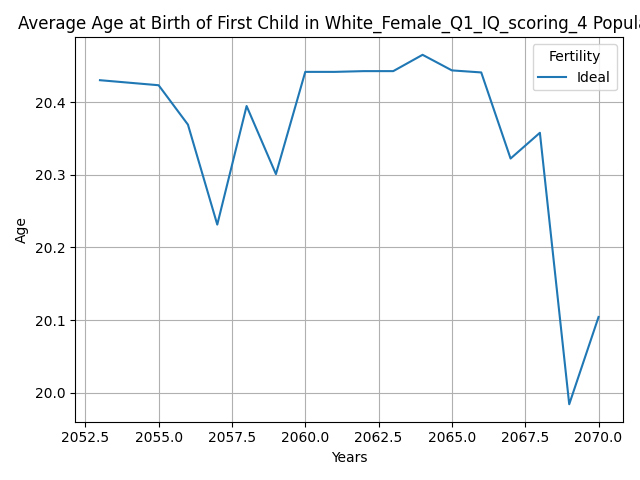 Average Age at Birth of First Child in White_Female_Q1_IQ_scoring_4 Popula
Fertility
Ideal
Age
20.4
20.3
20.2
20.1
20.0
2052.5 2055.0 2057.5 2060.0 2062.5 2065.0 2067.5 2070.0
Years